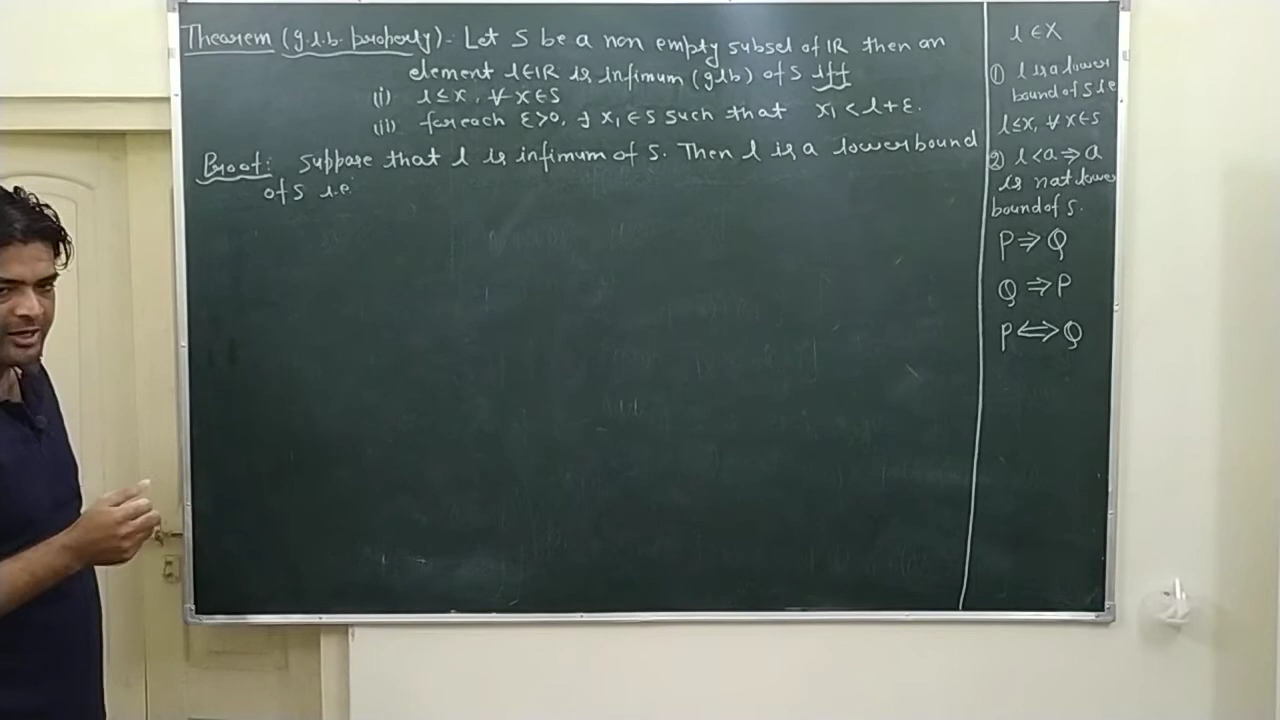 Theorem (g.l.b. property):- Let S be a non empty subset of IR then an
element l∈IR is infimum (glb) of S iff
(i) l≤x, ∀ x∈S
(ii) for each ε>0, ∃ x₁∈S such that x₁<l+ε.
Proof: Suppose that l is infimum of S. Then l is a lower bound
of S i.e.
l∈X
① l is a lower
bound of S i.e
l≤x, ∀ x∈S
② l<a⇒a
is not lower
bound of S.
P⇒Q
Q⇒P
P⇔Q